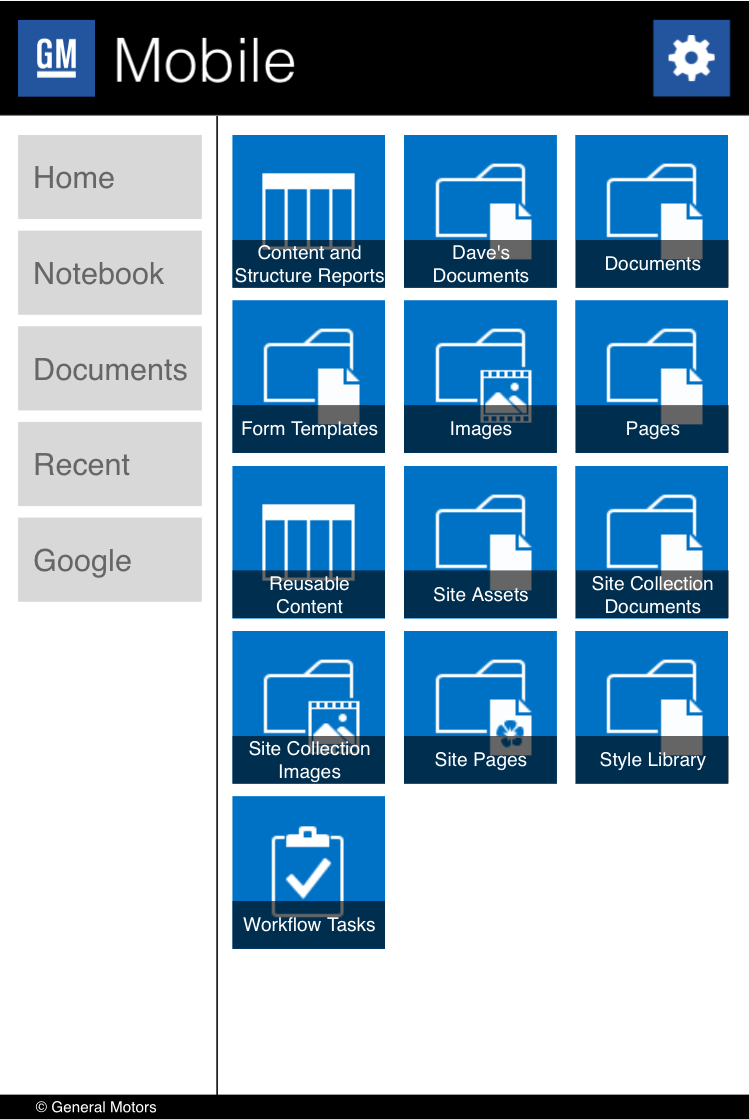 GM
Mobile
Home
Notebook
Documents
Recent
Google
Content and
Structure Reports
Dave's
Documents
Documents
Form Templates
Images
Pages
Reusable
Content
Site Assets
Site Collection
Documents
Site Collection
Images
Site Pages
Style Library
Workflow Tasks
© General Motors